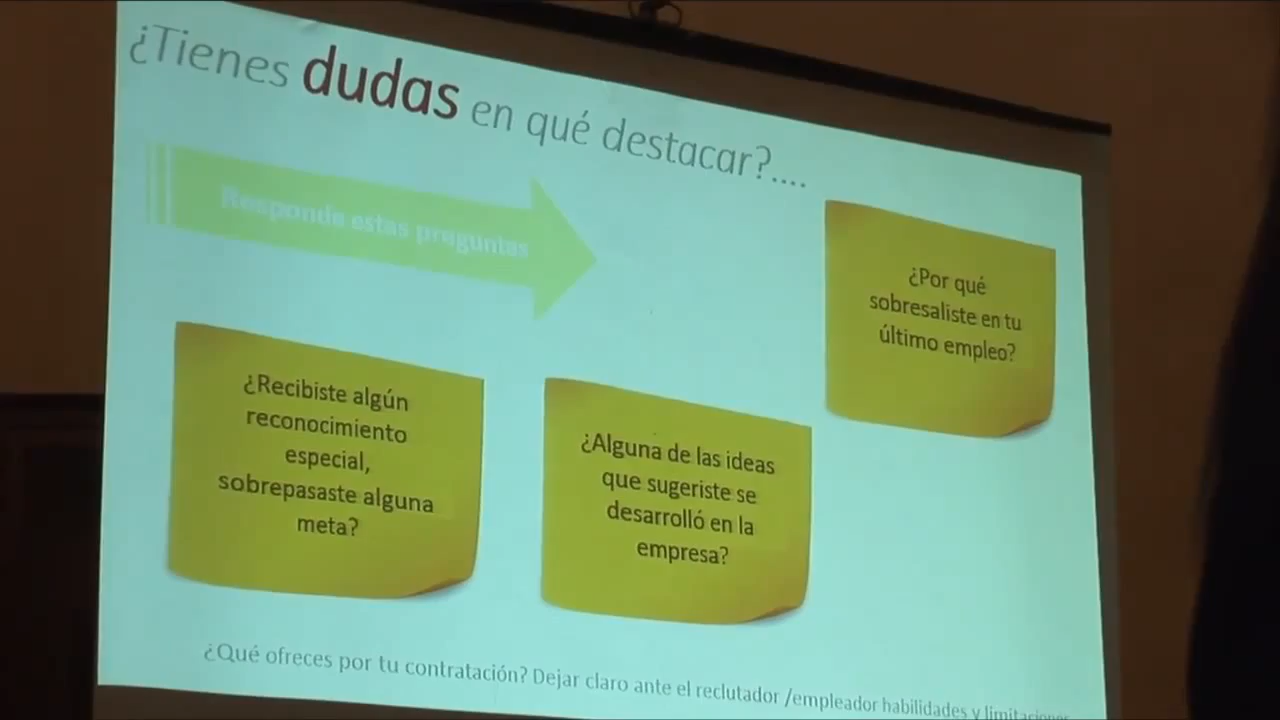 ¿Tienes dudas en qué destacar?....
Responde estas preguntas
¿Por qué
sobresaliste en tu
último empleo?
¿Recibiste algún
reconocimiento
especial,
sobrepasaste alguna
meta?
¿Alguna de las ideas
que sugeriste se
desarrolló en la
empresa?
¿Qué ofreces por tu contratación? Dejar claro ante el reclutador /empleador habilidades y limitaciones